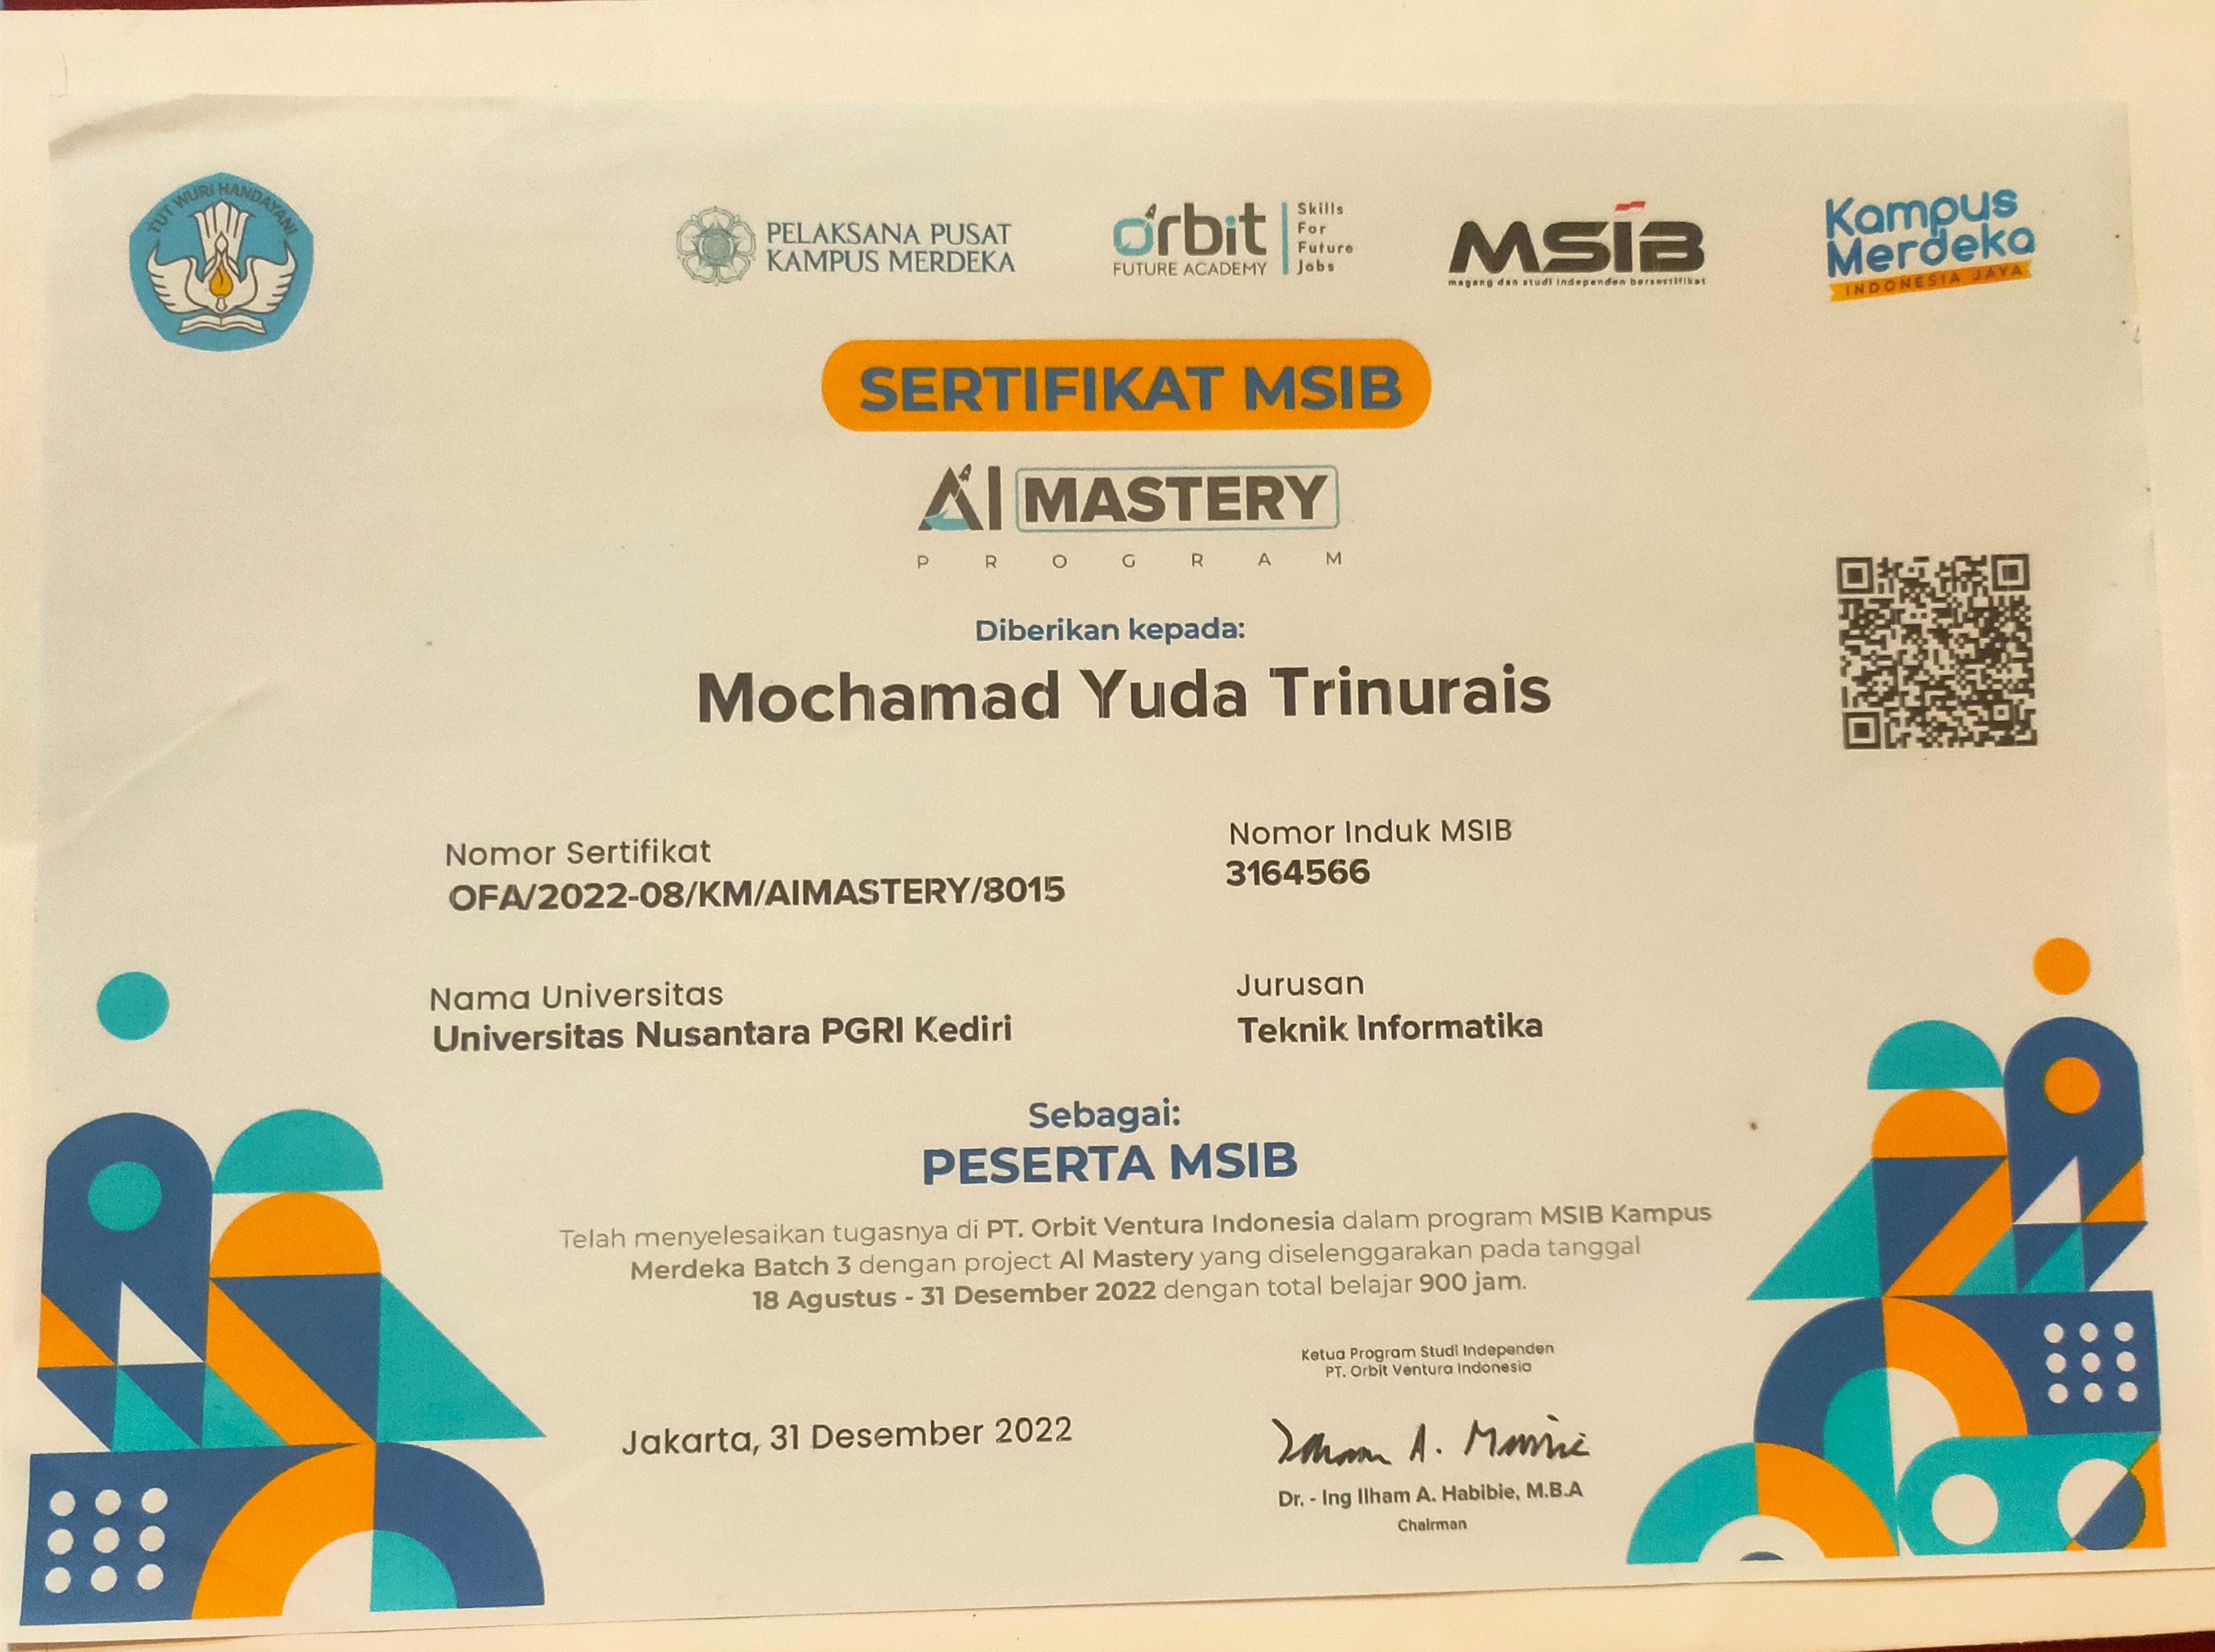 TUT WURI HANDAYANI
PELAKSANA PUSAT
KAMPUS MERDEKA
orbit
FUTURE ACADEMY
Skills
For
Future
Jobs
MSIB
magang dan studi independen bersertifikat
Kampus
Merdeka
INDONESIA JAYA
SERTIFIKAT MSIB
AI MASTERY
PROGRAM
Diberikan kepada:
Mochamad Yuda Trinurais
Nomor Sertifikat
OFA/2022-08/KM/AIMASTERY/8015
Nomor Induk MSIB
3164566
Nama Universitas
Universitas Nusantara PGRI Kediri
Jurusan
Teknik Informatika
Sebagai:
PESERTA MSIB
Telah menyelesaikan tugasnya di PT. Orbit Ventura Indonesia dalam program MSIB Kampus
Merdeka Batch 3 dengan project AI Mastery yang diselenggarakan pada tanggal
18 Agustus - 31 Desember 2022 dengan total belajar 900 jam.
Ketua Program Studi Independen
PT. Orbit Ventura Indonesia
Jakarta, 31 Desember 2022
Dr. - Ing Ilham A. Habibie, M.B.A
Chairman